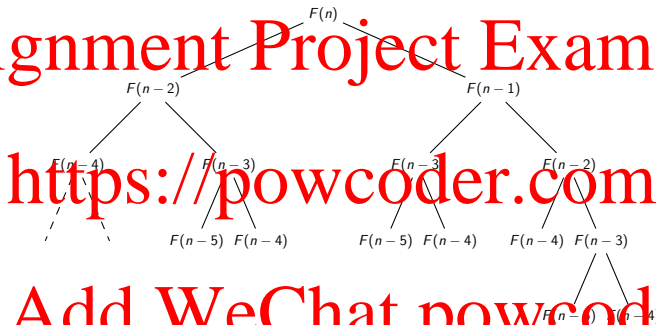 F(n)
ignment Project Exam
F(n − 2) F(n − 1)
F(n − 4) F(n − 3) F(n − 3) F(n − 2)
https://powcoder.com
F(n − 5) F(n − 4) F(n − 5) F(n − 4) F(n − 4) F(n − 3)
Add WeChat powcod